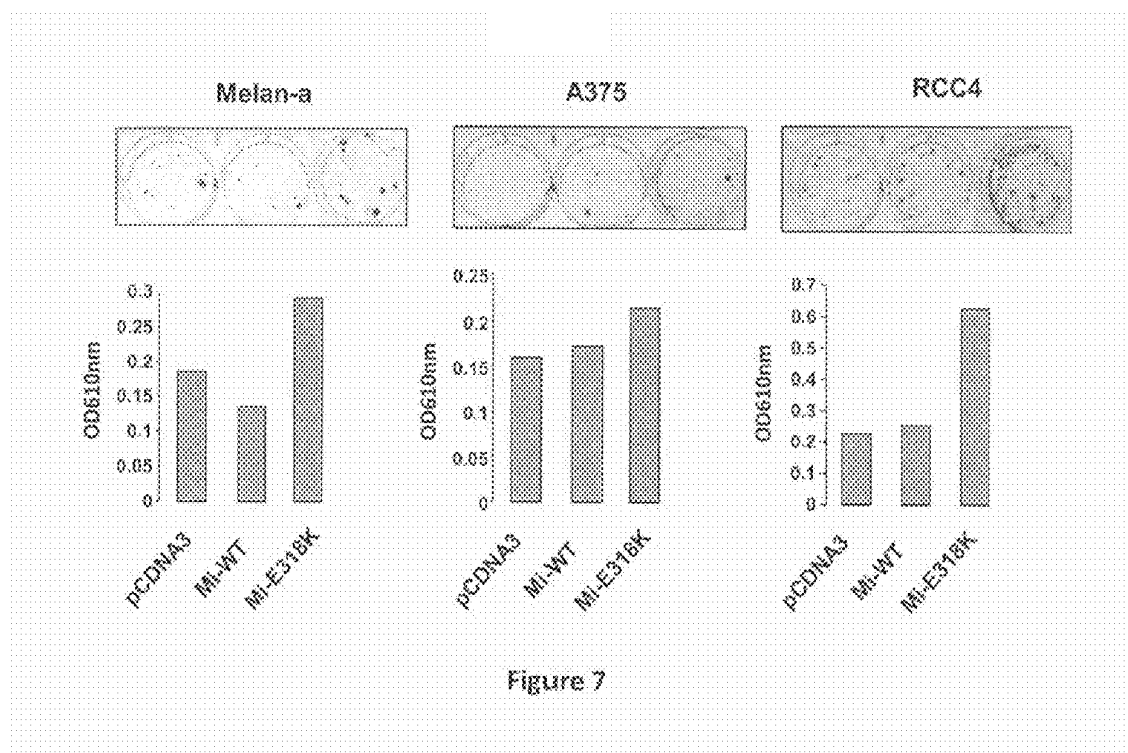 Melan-a
A375
RCC4
0.3
0.25
0.2
0.15
0.1
0.05
0
OD610nm
pCDNA3
Mi-WT
Mi-E318K
0.25
0.2
0.15
0.1
0.05
0
OD610nm
pCDNA3
Mi-WT
Mi-E318K
0.7
0.6
0.5
0.4
0.3
0.2
0.1
0
OD610nm
pCDNA3
Mi-WT
Mi-E318K
Figure 7